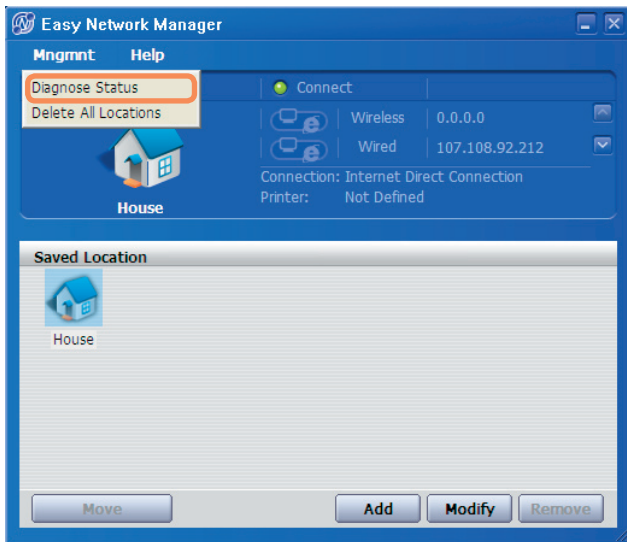 Easy Network Manager
Mngmnt Help
Diagnose Status
Delete All Locations
Connect
Wireless 0.0.0.0
Wired 107.108.92.212
Connection: Internet Direct Connection
Printer: Not Defined
House
Saved Location
House
Move Add Modify Remove